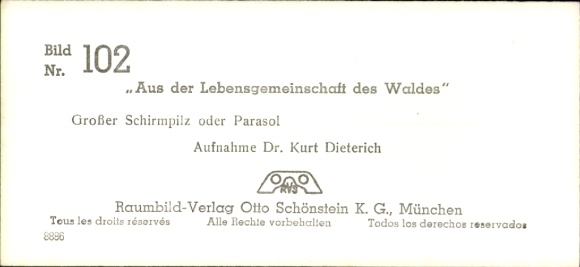 Bild Nr. 102
„Aus der Lebensgemeinschaft des Waldes"
Großer Schirmpilz oder Parasol
Aufnahme Dr. Kurt Dieterich
RVS
Raumbild-Verlag Otto Schönstein K. G., München
Tous les droits réservés Alle Rechte vorbehalten Todos los derechos reservados
8886